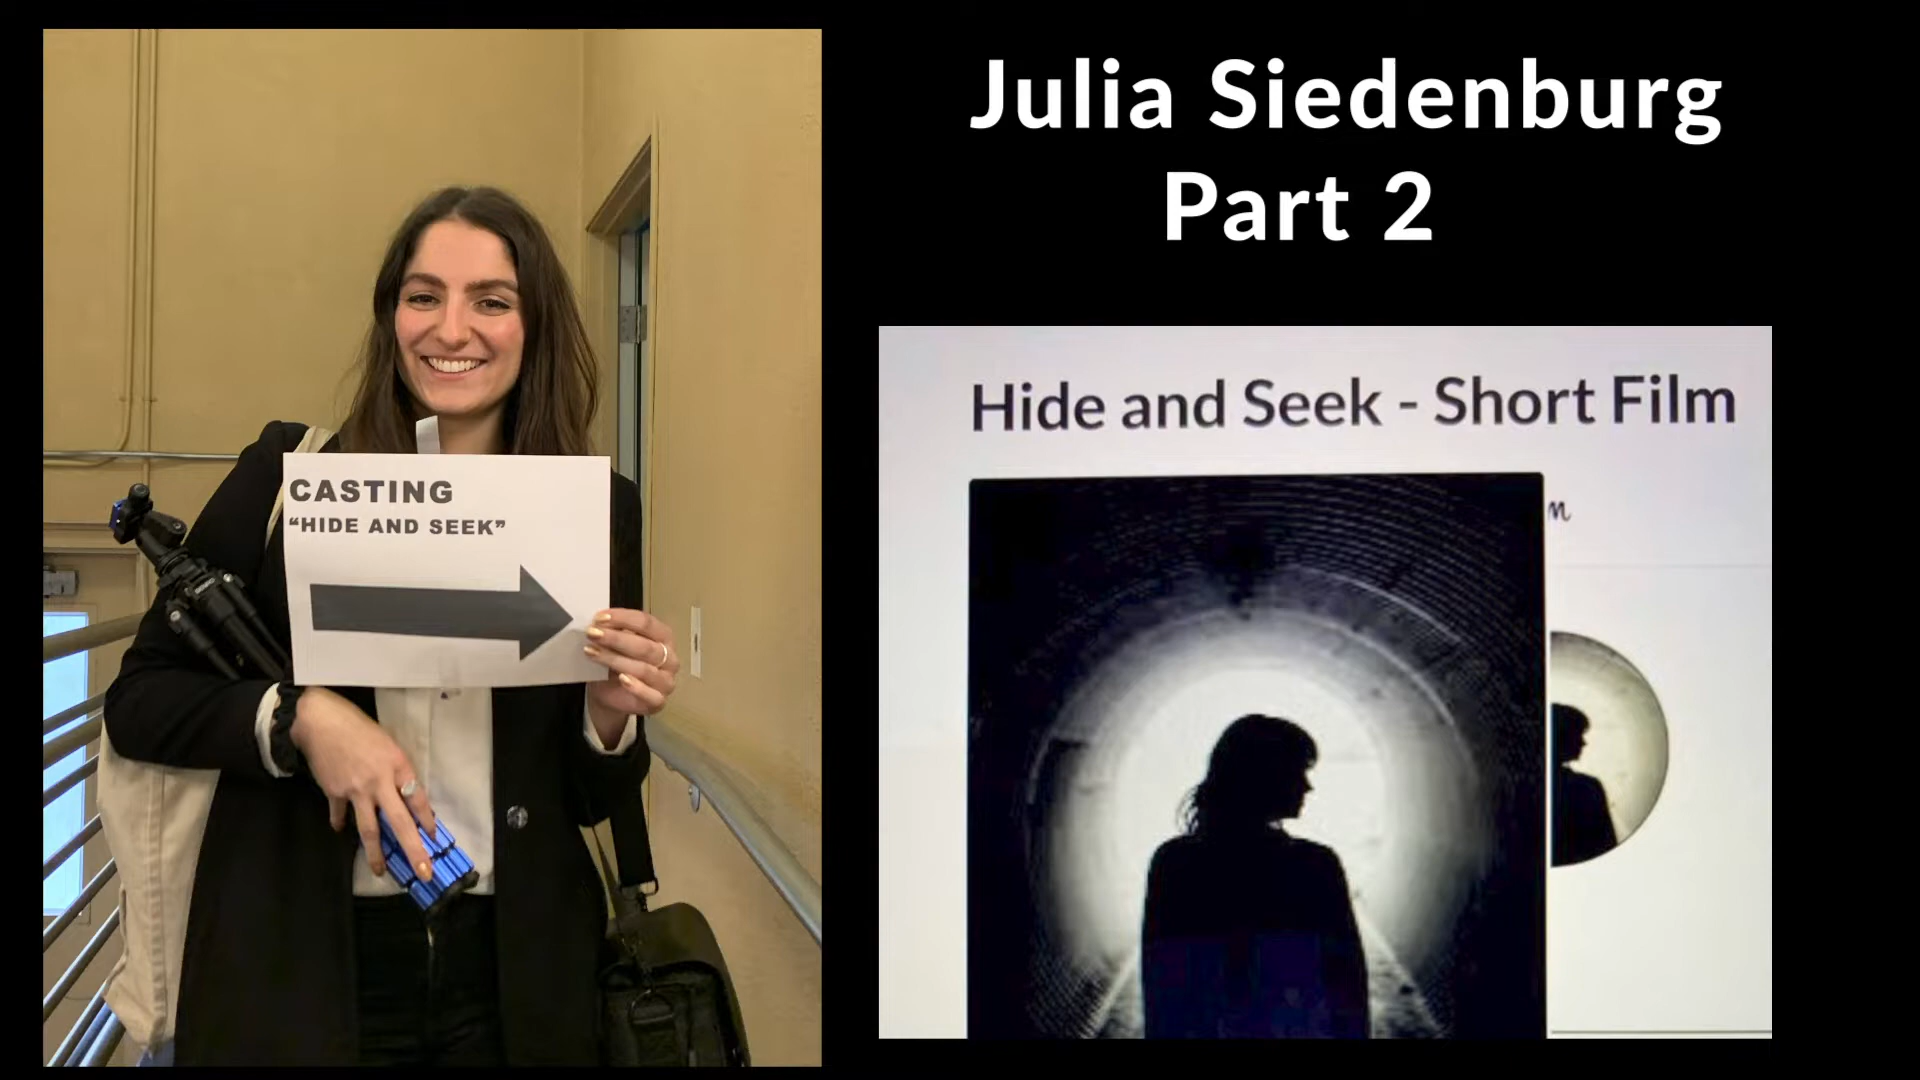 Julia Siedenburg
Part 2
CASTING
“HIDE AND SEEK”
Hide and Seek - Short Film